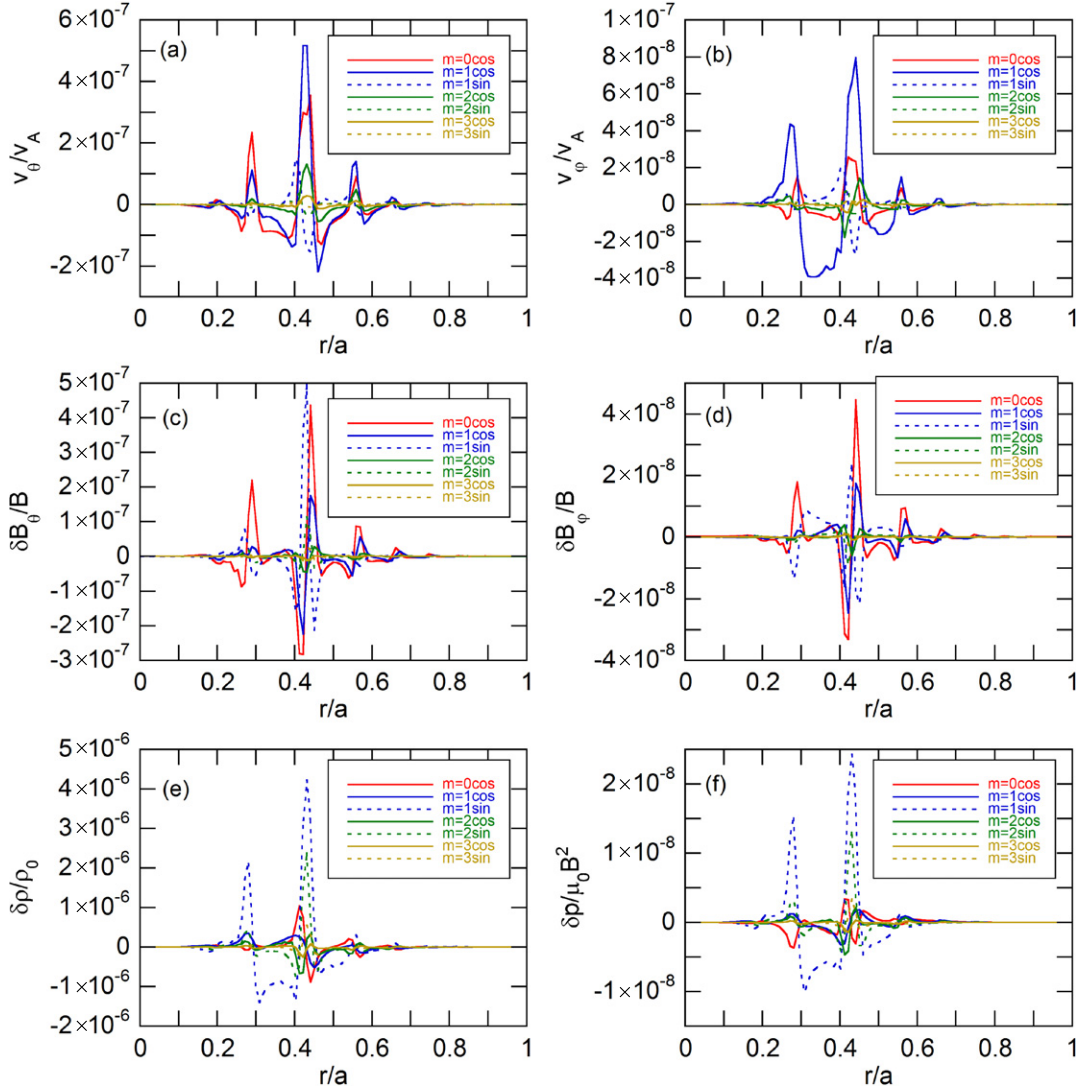 (a)
6×10⁻⁷
4×10⁻⁷
2×10⁻⁷
0
-2×10⁻⁷
v_θ/v_A
m=0cos
m=1cos
m=1sin
m=2cos
m=2sin
m=3cos
m=3sin
0 0.2 0.4 0.6 0.8 1
r/a
(b)
1×10⁻⁷
8×10⁻⁸
6×10⁻⁸
4×10⁻⁸
2×10⁻⁸
0
-2×10⁻⁸
-4×10⁻⁸
v_φ/v_A
m=0cos
m=1cos
m=1sin
m=2cos
m=2sin
m=3cos
m=3sin
0 0.2 0.4 0.6 0.8 1
r/a
(c)
5×10⁻⁷
4×10⁻⁷
3×10⁻⁷
2×10⁻⁷
1×10⁻⁷
0
-1×10⁻⁷
-2×10⁻⁷
-3×10⁻⁷
δB_θ/B
m=0cos
m=1cos
m=1sin
m=2cos
m=2sin
m=3cos
m=3sin
0 0.2 0.4 0.6 0.8 1
r/a
(d)
4×10⁻⁸
2×10⁻⁸
0
-2×10⁻⁸
-4×10⁻⁸
δB_φ/B
m=0cos
m=1cos
m=1sin
m=2cos
m=2sin
m=3cos
m=3sin
0 0.2 0.4 0.6 0.8 1
r/a
(e)
5×10⁻⁶
4×10⁻⁶
3×10⁻⁶
2×10⁻⁶
1×10⁻⁶
0
-1×10⁻⁶
-2×10⁻⁶
δρ/ρ₀
m=0cos
m=1cos
m=1sin
m=2cos
m=2sin
m=3cos
m=3sin
0 0.2 0.4 0.6 0.8 1
r/a
(f)
2×10⁻⁸
1×10⁻⁸
0
-1×10⁻⁸
δp/μ₀B²
m=0cos
m=1cos
m=1sin
m=2cos
m=2sin
m=3cos
m=3sin
0 0.2 0.4 0.6 0.8 1
r/a